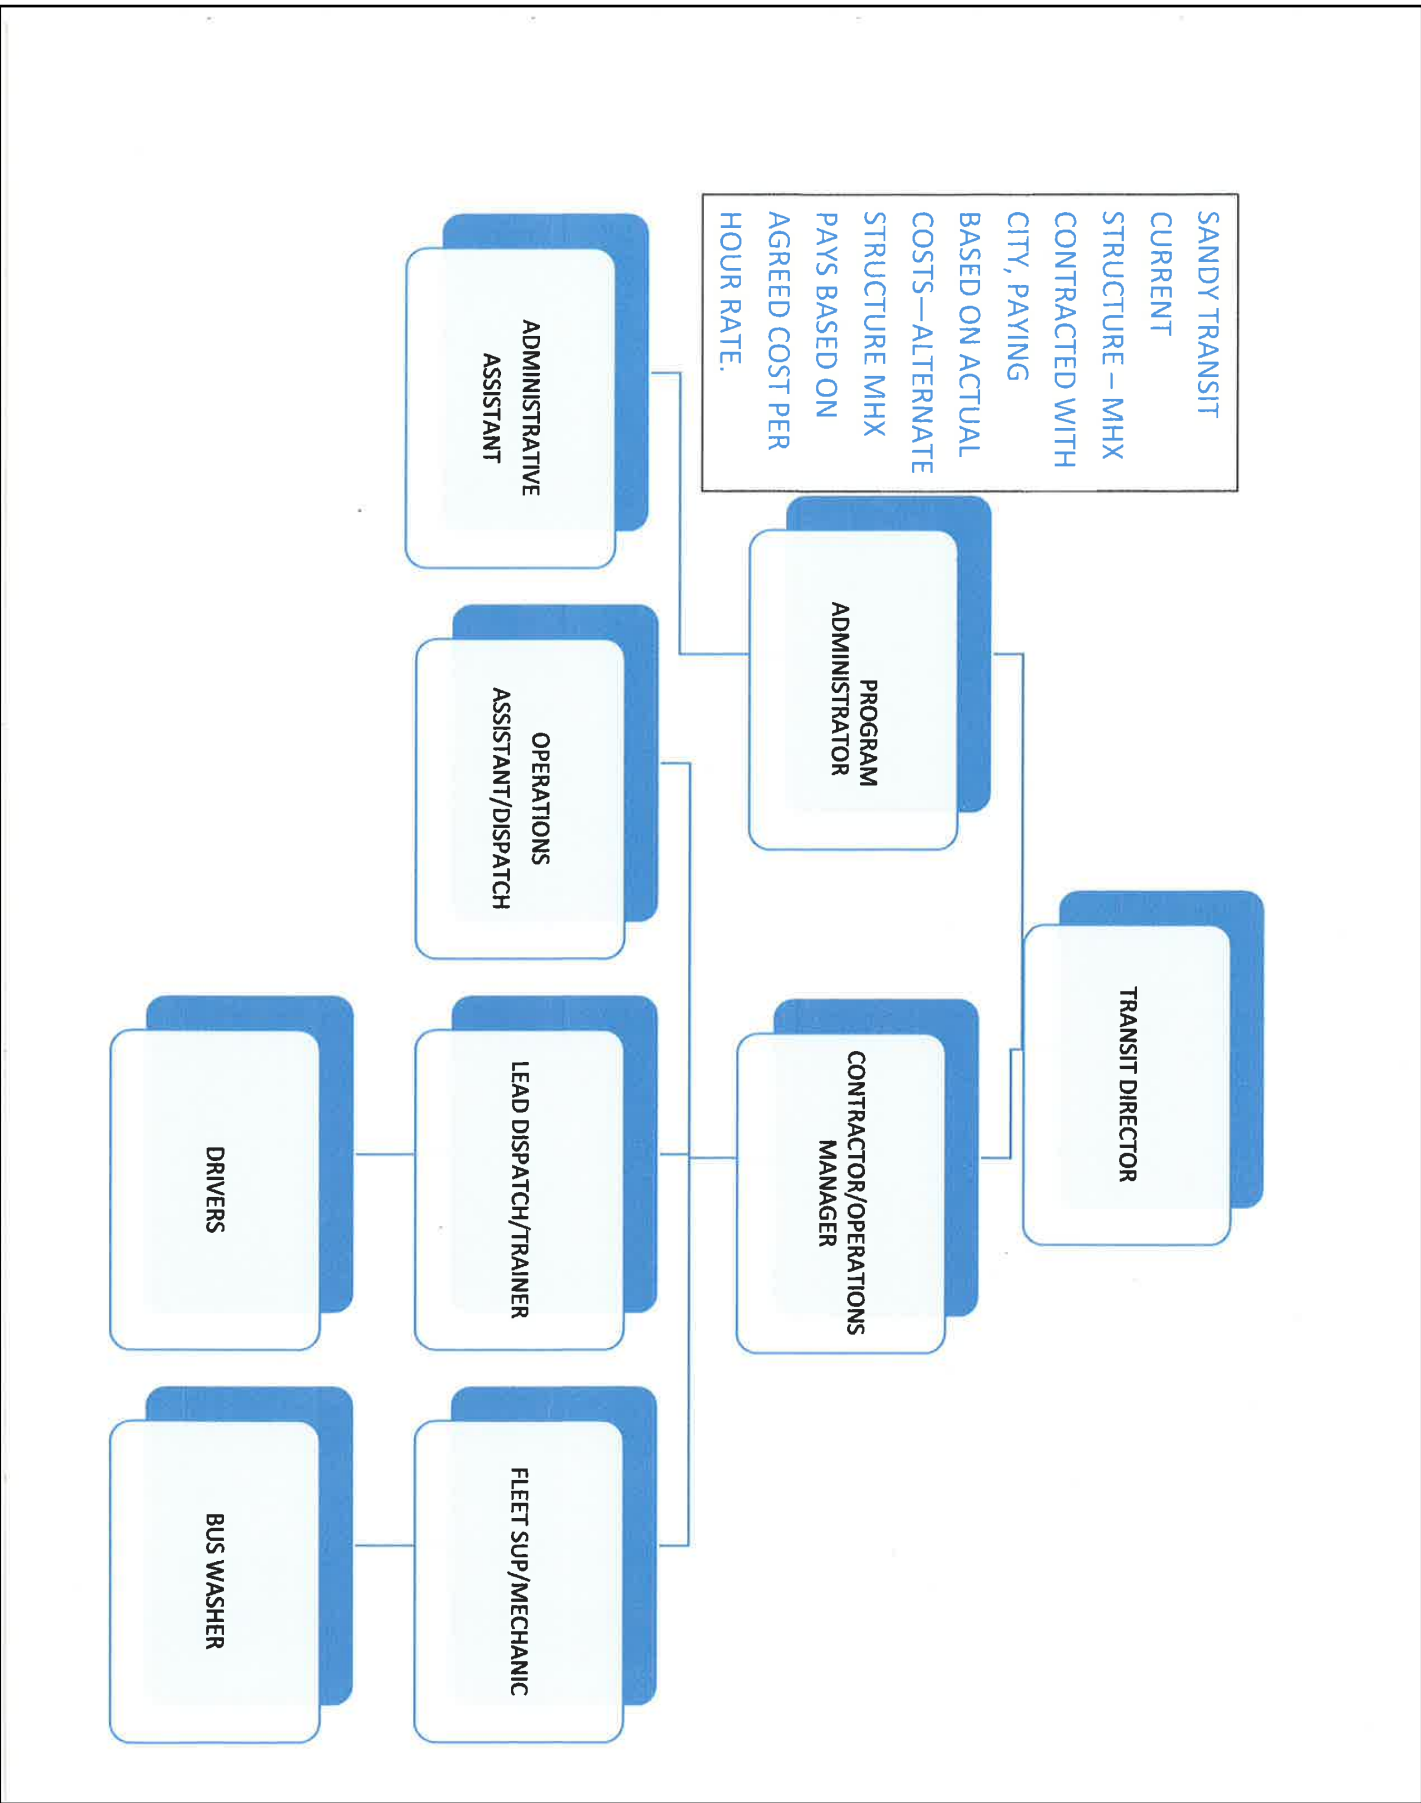 SANDY TRANSIT
CURRENT
STRUCTURE – MHX
CONTRACTED WITH
CITY, PAYING
BASED ON ACTUAL
COSTS—ALTERNATE
STRUCTURE MHX
PAYS BASED ON
AGREED COST PER
HOUR RATE.
TRANSIT DIRECTOR
PROGRAM
ADMINISTRATOR
CONTRACTOR/OPERATIONS
MANAGER
ADMINISTRATIVE
ASSISTANT
OPERATIONS
ASSISTANT/DISPATCH
LEAD DISPATCH/TRAINER
FLEET SUP/MECHANIC
DRIVERS
BUS WASHER